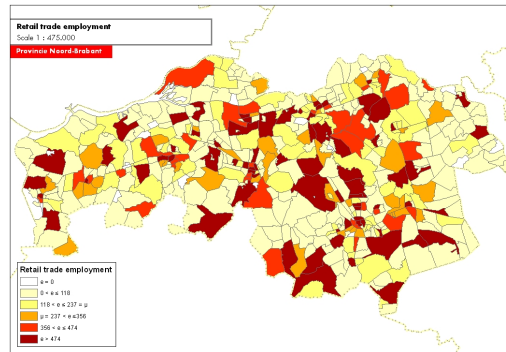 Retail trade employment
Scale 1 : 475.000
Provincie Noord-Brabant
Retail trade employment
e = 0
0 < e ≤ 118
118 < e ≤ 237 = μ
μ = 237 < e ≤356
356 < e ≤ 474
e > 474